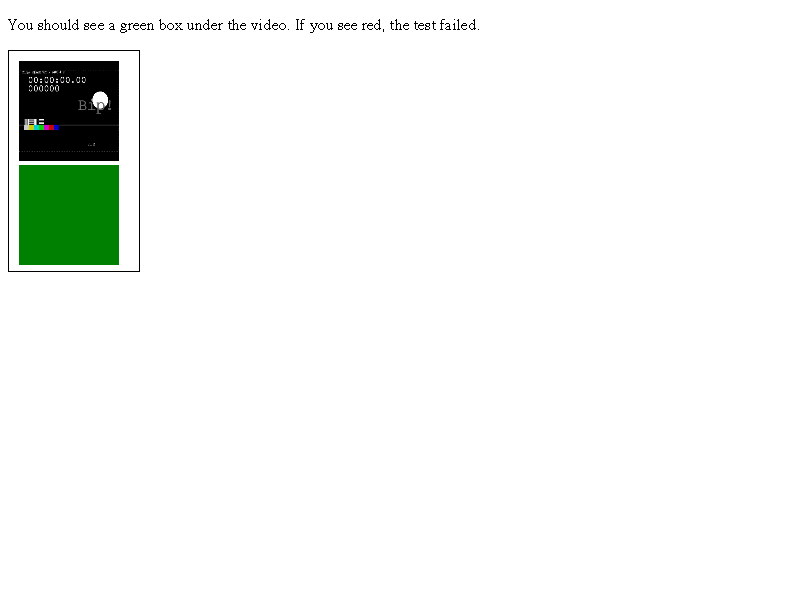 You should see a green box under the video. If you see red, the test failed.
00:00:00.00
000000
Bip!